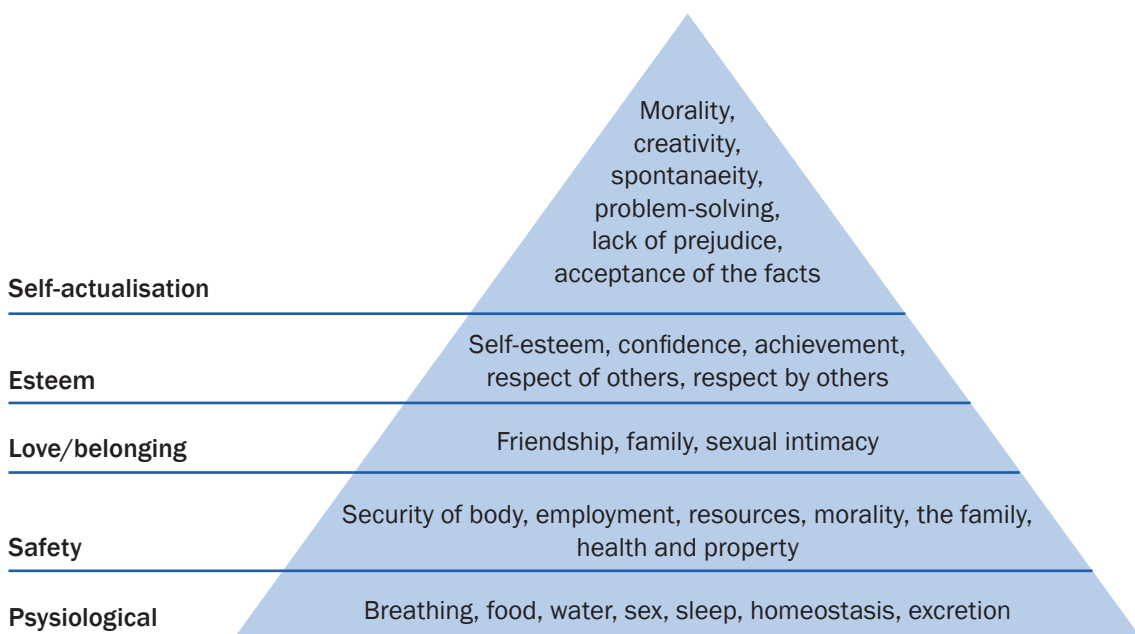 Morality,
creativity,
spontanaeity,
problem-solving,
lack of prejudice,
acceptance of the facts
Self-actualisation
Self-esteem, confidence, achievement,
respect of others, respect by others
Esteem
Friendship, family, sexual intimacy
Love/belonging
Security of body, employment, resources, morality, the family,
health and property
Safety
Breathing, food, water, sex, sleep, homeostasis, excretion
Psysiological